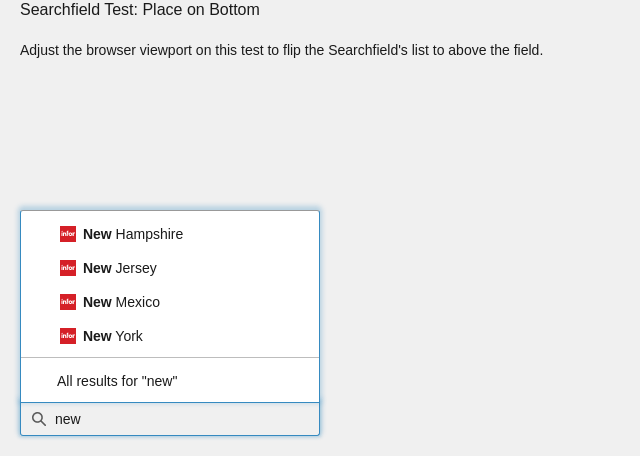 Searchfield Test: Place on Bottom
Adjust the browser viewport on this test to flip the Searchfield's list to above the field.
infor New Hampshire
infor New Jersey
infor New Mexico
infor New York
All results for "new"
new